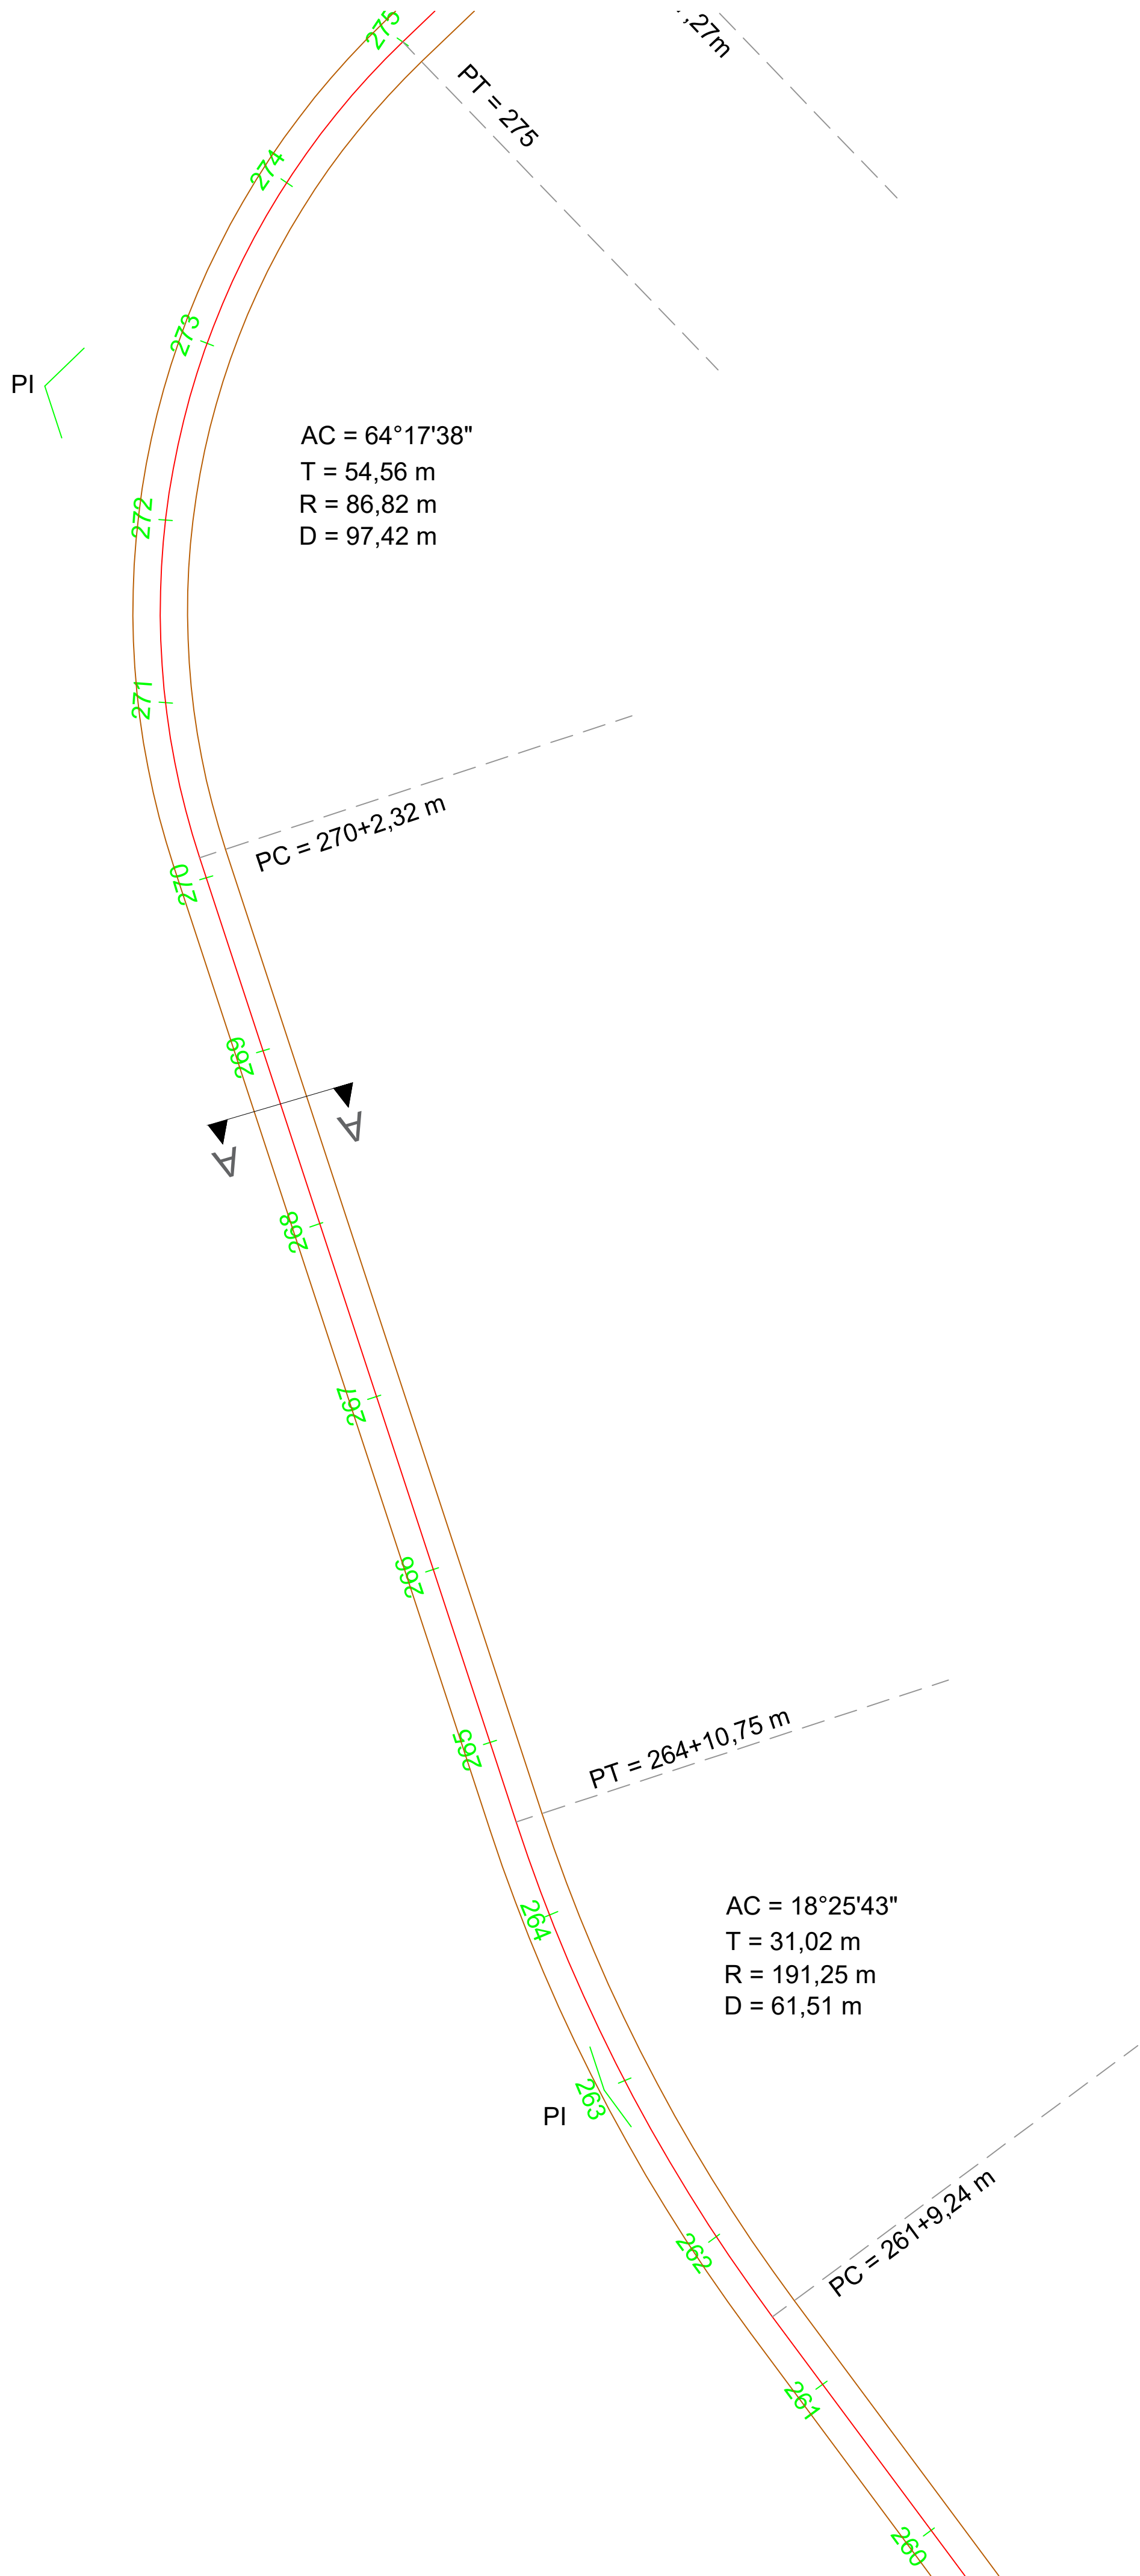 275
,27m
PT = 275
274
273
PI
AC = 64°17'38"
T = 54,56 m
R = 86,82 m
D = 97,42 m
272
271
PC = 270+2,32 m
270
269
A
A
268
267
266
PT = 264+10,75 m
265
264
AC = 18°25'43"
T = 31,02 m
R = 191,25 m
D = 61,51 m
263
PI
PC = 261+9,24 m
262
261
260